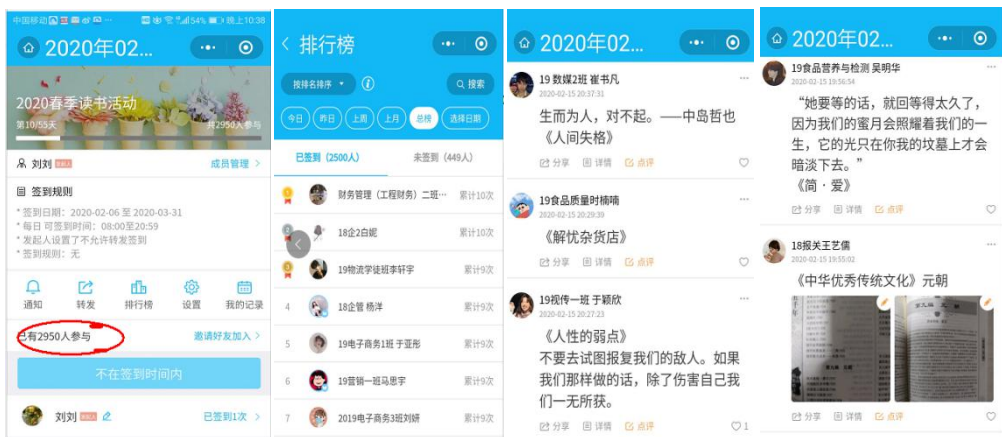 中国移动
54%
晚上10:38
2020年02...
2020春季读书活动
第10/55天
共2950人参与
刘刘
成员管理 >
签到规则
* 签到日期：2020-02-06 至 2020-03-31
* 每日 可签到时间：08:00至20:59
* 发起人设置了不允许转发签到
* 签到规则：无
通知 转发 排行榜 设置 我的记录
已有2950人参与
邀请好友加入 >
不在签到时间内
刘刘
已签到1次 >
排行榜
按排名排序
搜索
今日 昨日 上周 上月 总榜 选择日期
已签到（2500人） 未签到（449人）
财务管理（工程财务）二班... 累计10次
18企2白妮 累计10次
19物流学徒班李轩宇 累计9次
4 18企管 杨洋 累计9次
5 19电子商务1班 于亚彤 累计9次
6 19营销一班马思宇 累计9次
7 2019电子商务3班刘妍 累计9次
2020年02...
19 数媒2班 崔书凡
2020-02-15 20:37:31
生而为人，对不起。——中岛哲也
《人间失格》
分享 详情 点评
19食品质量时楠喃
2020-02-15 20:29:39
《解忧杂货店》
分享 详情 点评
19视传一班 于颖欣
2020-02-15 20:27:23
《人性的弱点》
不要去试图报复我们的敌人。如果
我们那样做的话，除了伤害自己我
们一无所获。
分享 详情 点评 1
2020年02...
19食品营养与检测 吴明华
2020-02-15 19:56:54
“她要等的话，就回等得太久了，
因为我们的蜜月会照耀着我们的一
生，它的光只在你我的坟墓上才会
暗淡下去。”
《简·爱》
分享 详情 点评
18报关王艺儒
2020-02-15 19:55:02
《中华优秀传统文化》元朝
分享 详情 点评